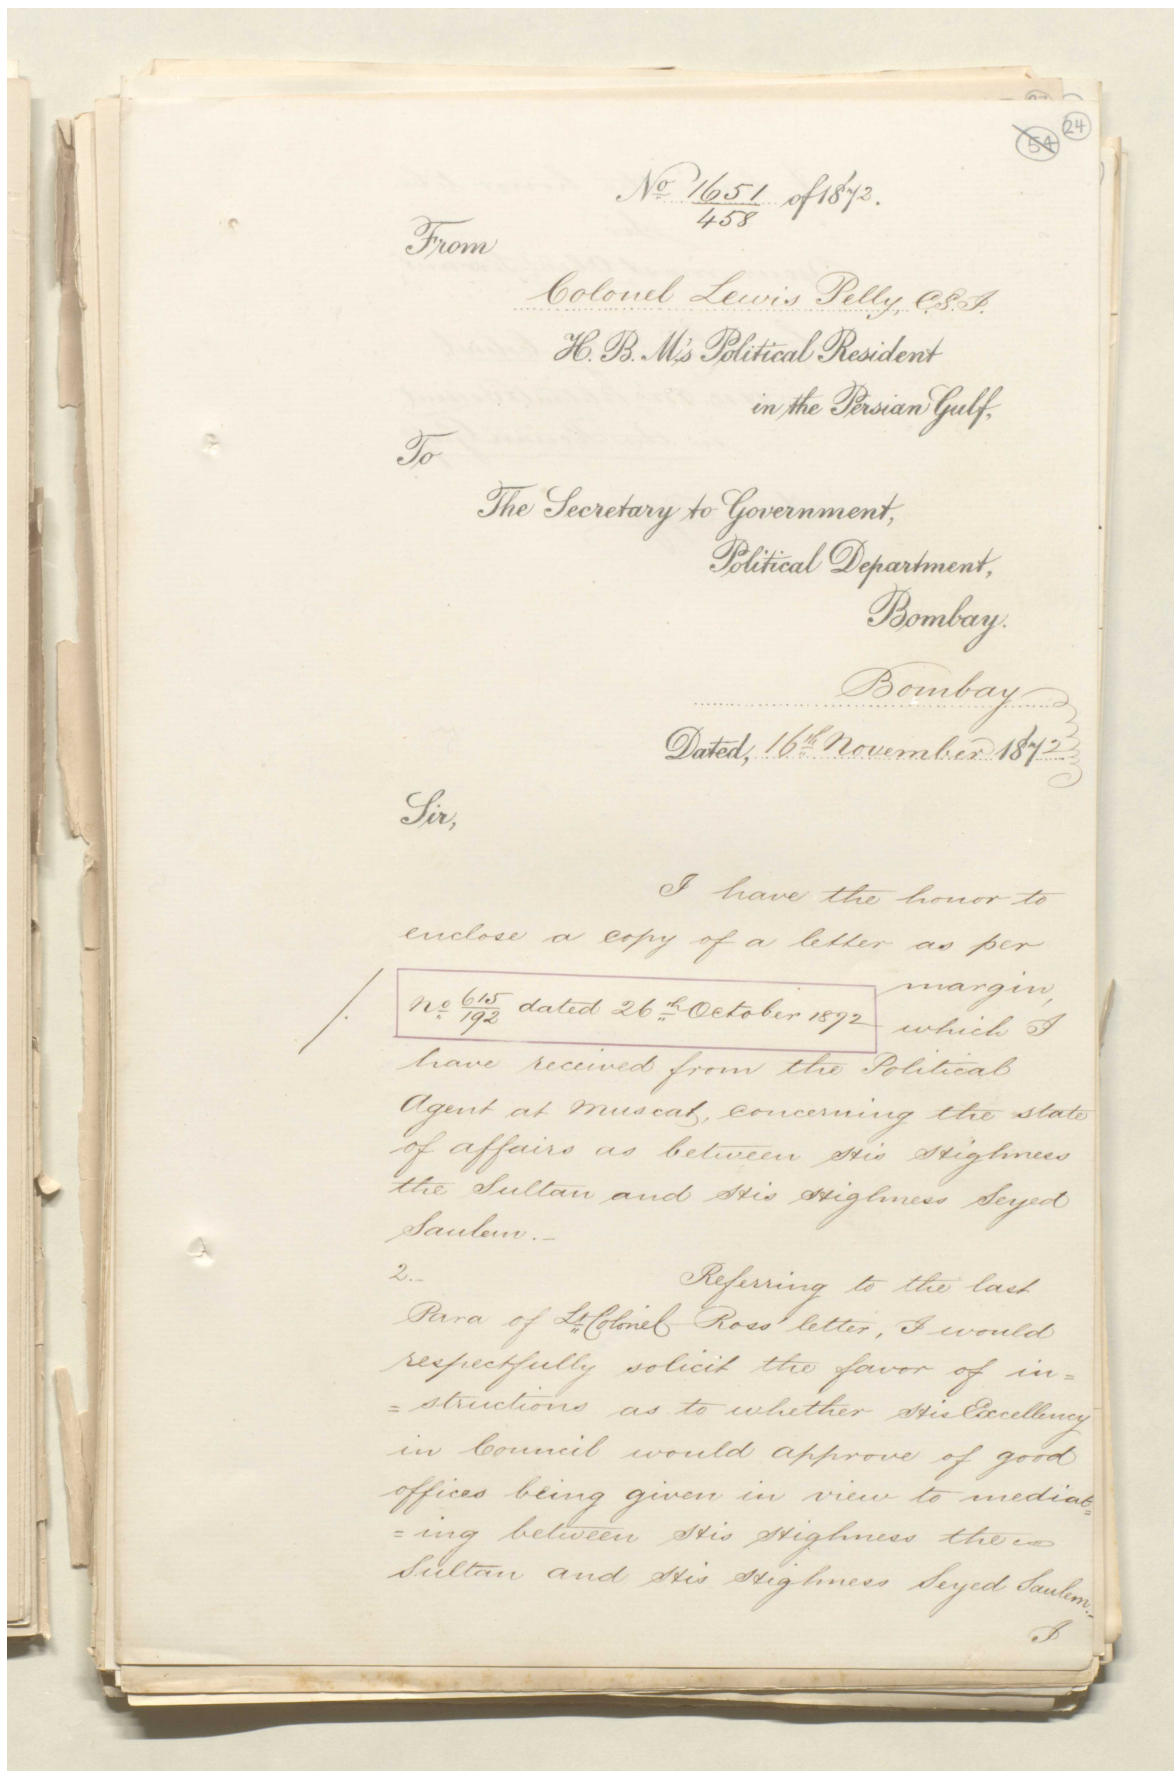 54 24
No 1651/458 of 1872.
From
Colonel Lewis Pelly, C.S.I.
H. B. M's Political Resident
in the Persian Gulf,
To
The Secretary to Government,
Political Department,
Bombay.
Bombay
Dated, 16th November 1872
Sir,
I have the honor to
enclose a copy of a letter as per
margin,
No 615/192 dated 26th October 1872
which I
have received from the Political
Agent at Muscat, concerning the state
of affairs as between His Highness
the Sultan and His Highness Seyed
Saulem.-
2.- Referring to the last
Para of Lt Colonel Ross' letter, I would
respectfully solicit the favor of in=
=structions as to whether His Excellency
in Council would approve of good
offices being given in view to mediat=
=ing between His Highness the
Sultan and His Highness Seyed Saulem.-
I